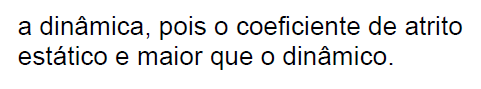 a dinâmica, pois o coeficiente de atrito
estático e maior que o dinâmico.